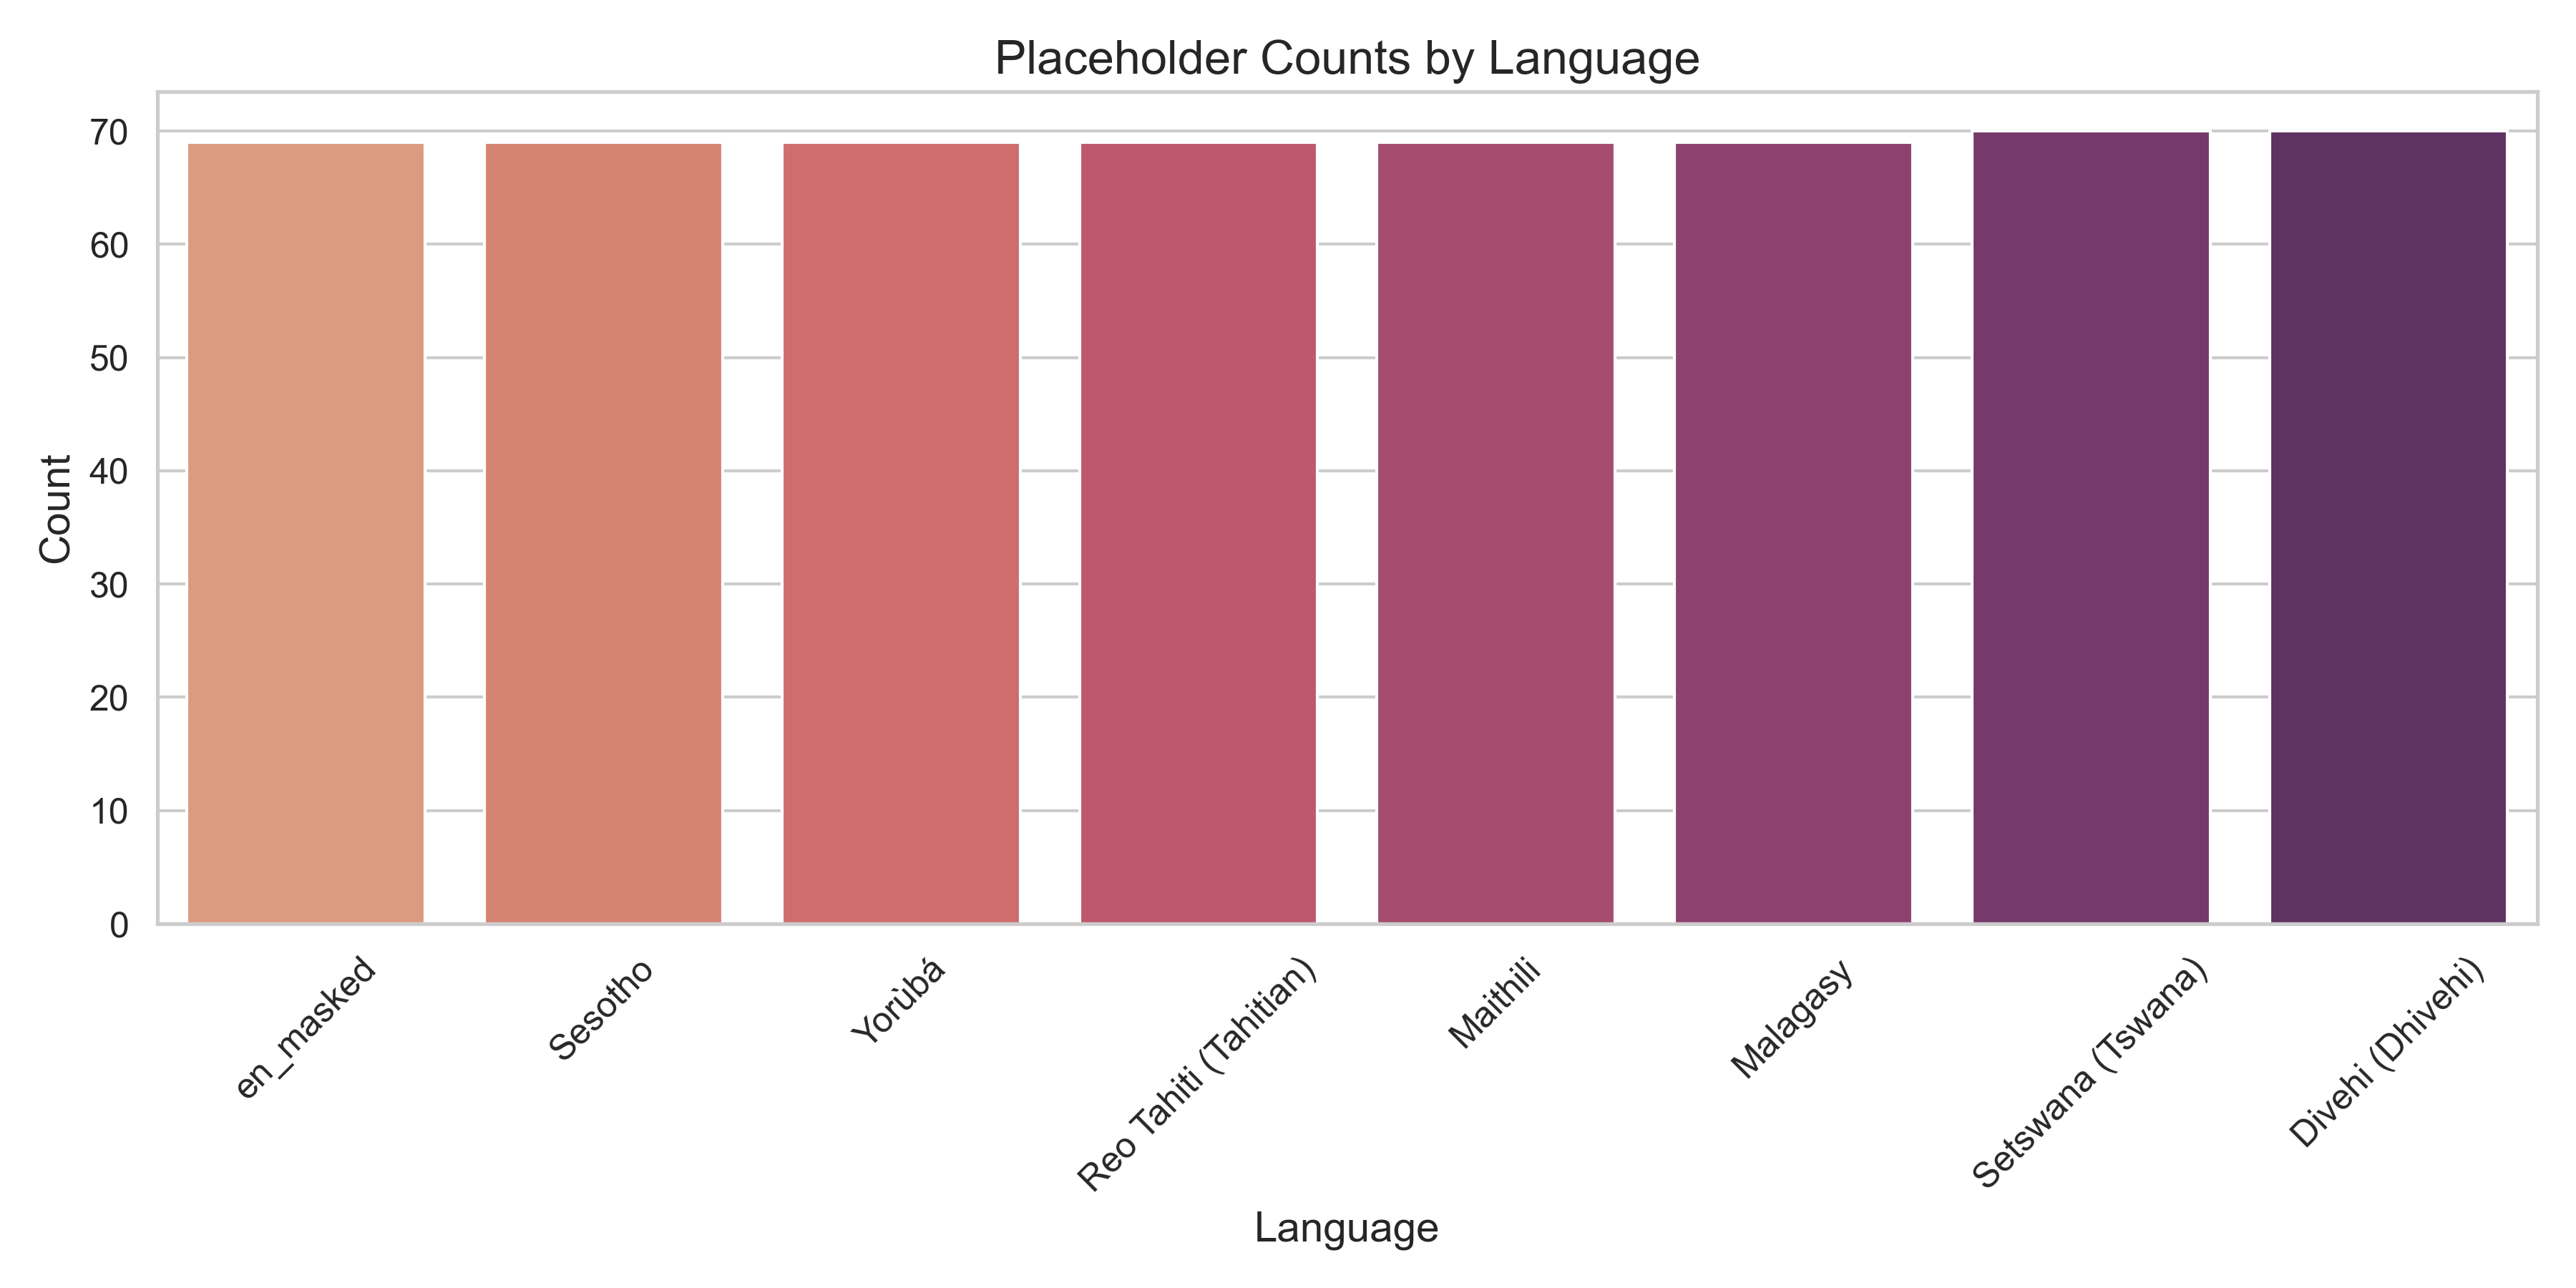 Placeholder Counts by Language
Count
70
60
50
40
30
20
10
0
en_masked
Sesotho
Yorùbá
Reo Tahiti (Tahitian)
Maithili
Malagasy
Setswana (Tswana)
Divehi (Dhivehi)
Language